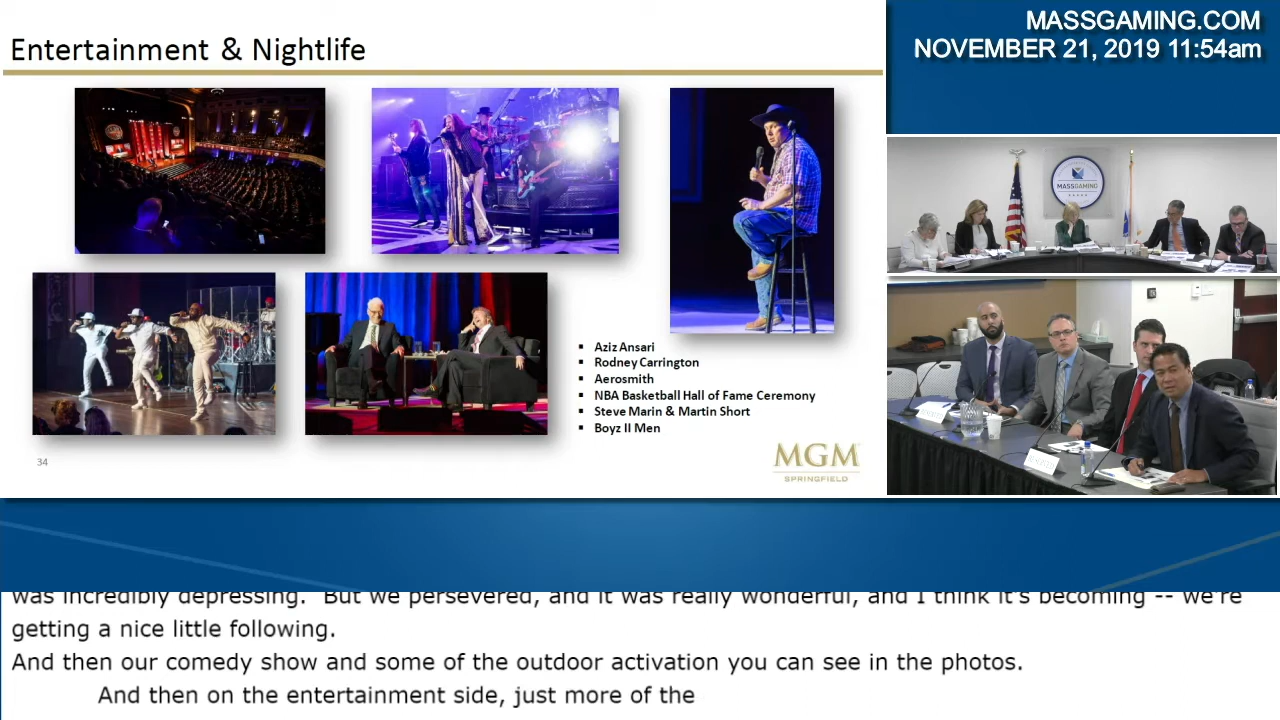 Entertainment & Nightlife
MASSGAMING.COM
NOVEMBER 21, 2019 11:54am
MASSGAMING
▪ Aziz Ansari
▪ Rodney Carrington
▪ Aerosmith
▪ NBA Basketball Hall of Fame Ceremony
▪ Steve Marin & Martin Short
▪ Boyz II Men
34
MGM
SPRINGFIELD
was incredibly depressing. But we persevered, and it was really wonderful, and I think it's becoming -- we're
getting a nice little following.
And then our comedy show and some of the outdoor activation you can see in the photos.
And then on the entertainment side, just more of the